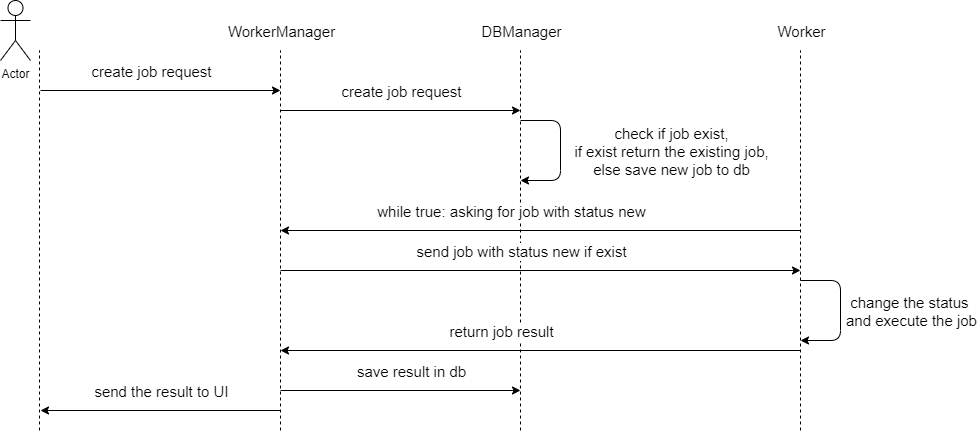 WorkerManager
DBManager
Worker
Actor
create job request
create job request
check if job exist,
if exist return the existing job,
else save new job to db
while true: asking for job with status new
send job with status new if exist
change the status
and execute the job
return job result
save result in db
send the result to UI